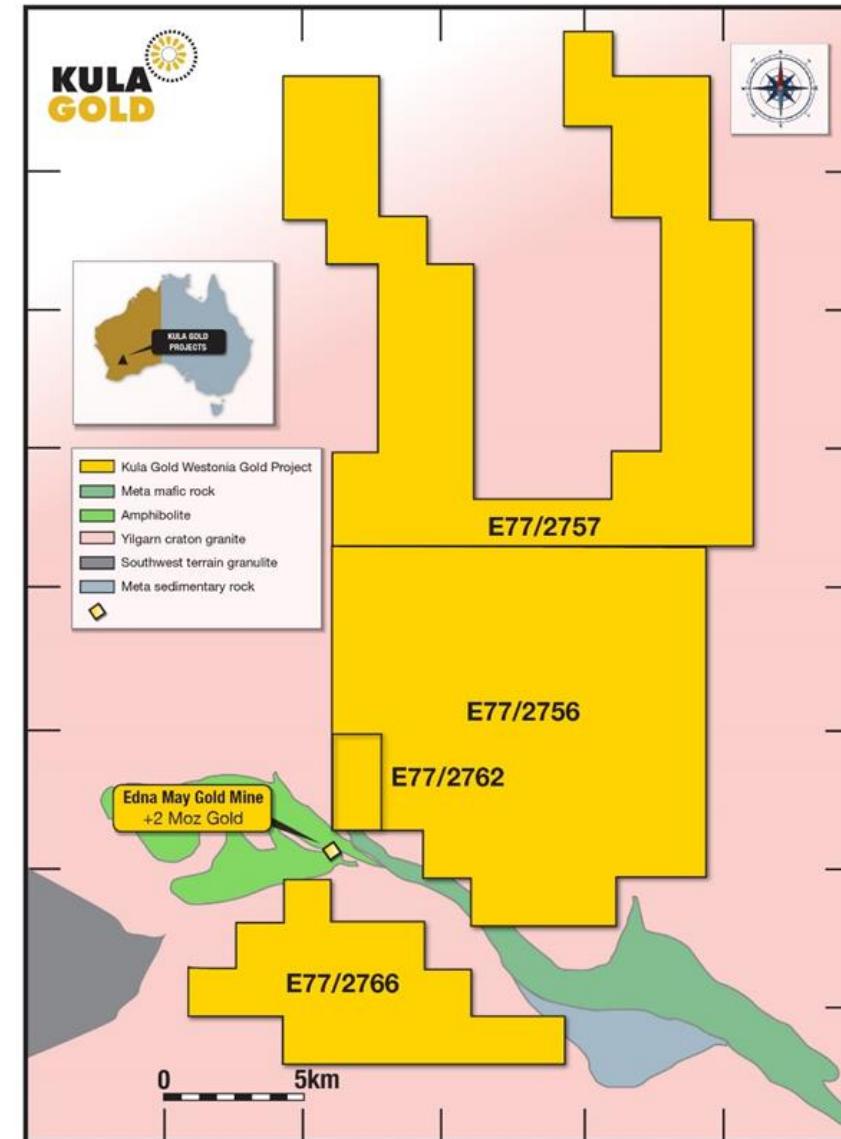 KULA
GOLD
KULA GOLD
PROJECTS
Kula Gold Westonia Gold Project
Meta mafic rock
Amphibolite
Yilgarn craton granite
Southwest terrain granulite
Meta sedimentary rock
E77/2757
E77/2756
E77/2762
Edna May Gold Mine
+2 Moz Gold
E77/2766
0 5km